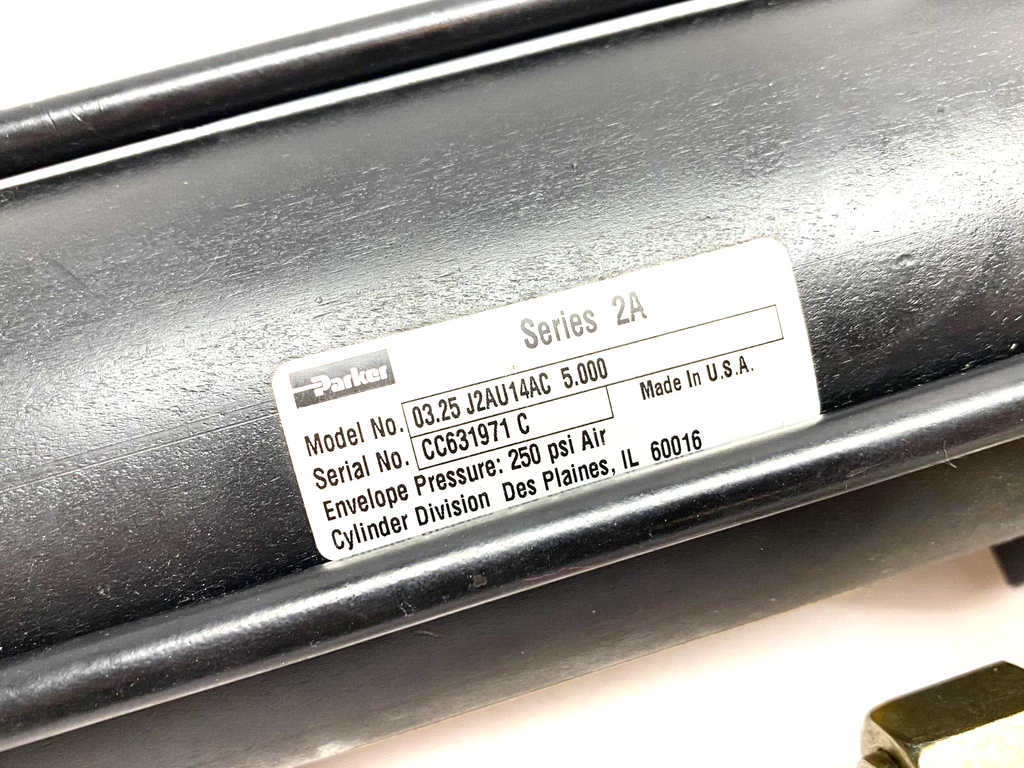 Series 2A
Parker
Model No. 03.25 J2AU14AC 5.000
Serial No. CC631971 C
Made In U.S.A.
Envelope Pressure: 250 psi Air
Cylinder Division Des Plaines, IL 60016